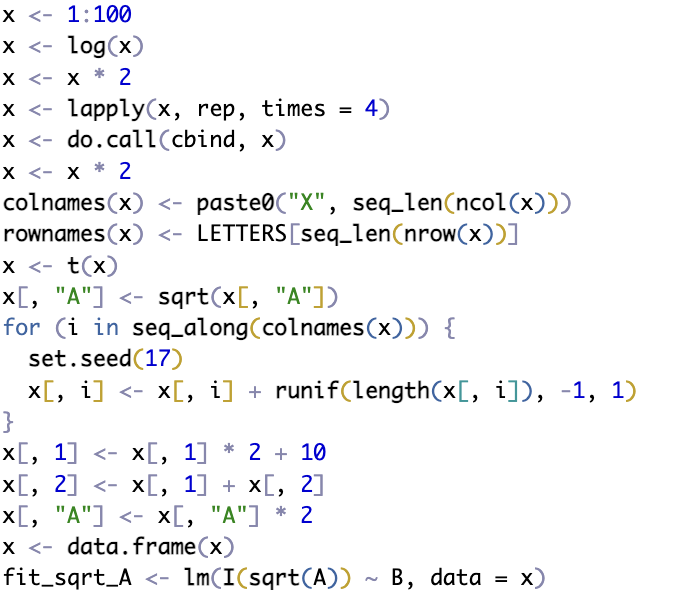 x <- 1:100
x <- log(x)
x <- x * 2
x <- lapply(x, rep, times = 4)
x <- do.call(cbind, x)
x <- x * 2
colnames(x) <- paste0("X", seq_len(ncol(x)))
rownames(x) <- LETTERS[seq_len(nrow(x))]
x <- t(x)
x[, "A"] <- sqrt(x[, "A"])
for (i in seq_along(colnames(x))) {
  set.seed(17)
  x[, i] <- x[, i] + runif(length(x[, i]), -1, 1)
}
x[, 1] <- x[, 1] * 2 + 10
x[, 2] <- x[, 1] + x[, 2]
x[, "A"] <- x[, "A"] * 2
x <- data.frame(x)
fit_sqrt_A <- lm(I(sqrt(A)) ~ B, data = x)